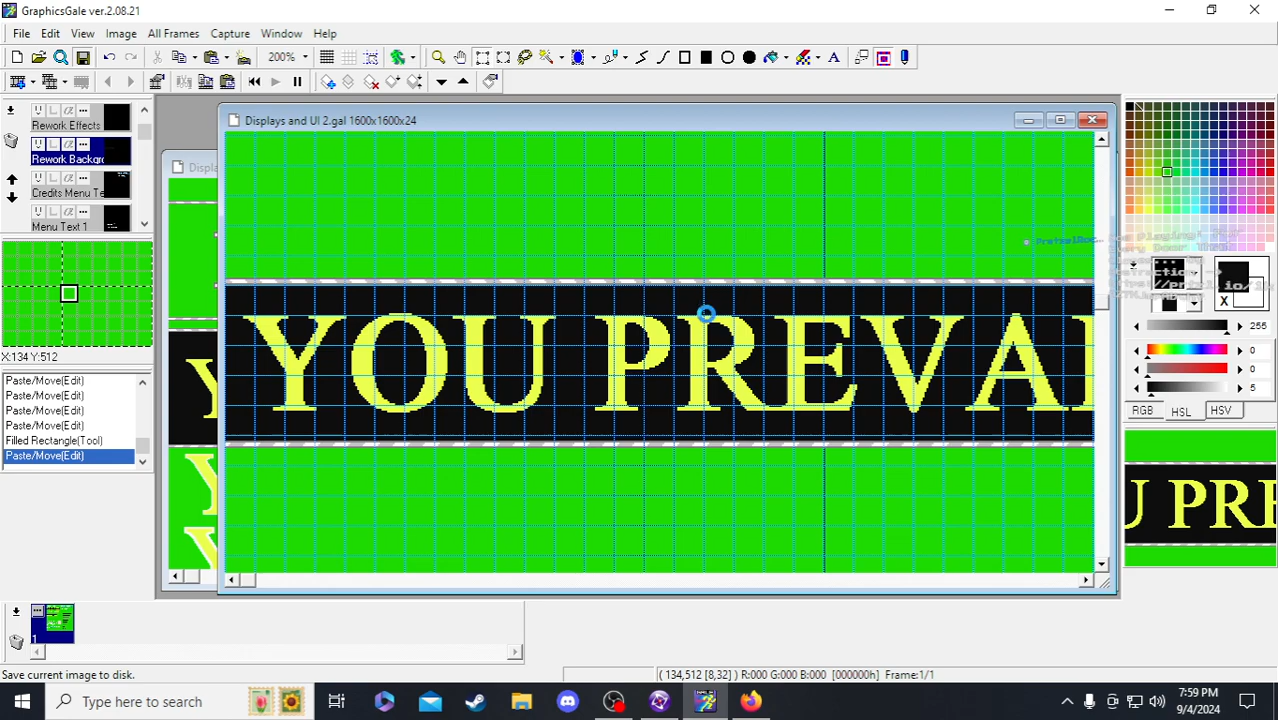 GraphicsGale ver.2.08.21
File Edit View Image All Frames Capture Window Help
200%
Rework Effects
Rework Backgro
Credits Menu Te
Menu Text 1
X:134 Y:512
Paste/Move(Edit)
Paste/Move(Edit)
Paste/Move(Edit)
Paste/Move(Edit)
Filled Rectangle(Tool)
Paste/Move(Edit)
Displa
Displays and UI 2.gal 1600x1600x24
YOU PREVA
PretzelRoc...
X
255
0
0
5
RGB HSL HSV
U PRE
1
Save current image to disk.
( 134,512 [8,32] ) R:000 G:000 B:000 [000000h] Frame:1/1
Type here to search
7:59 PM
9/4/2024